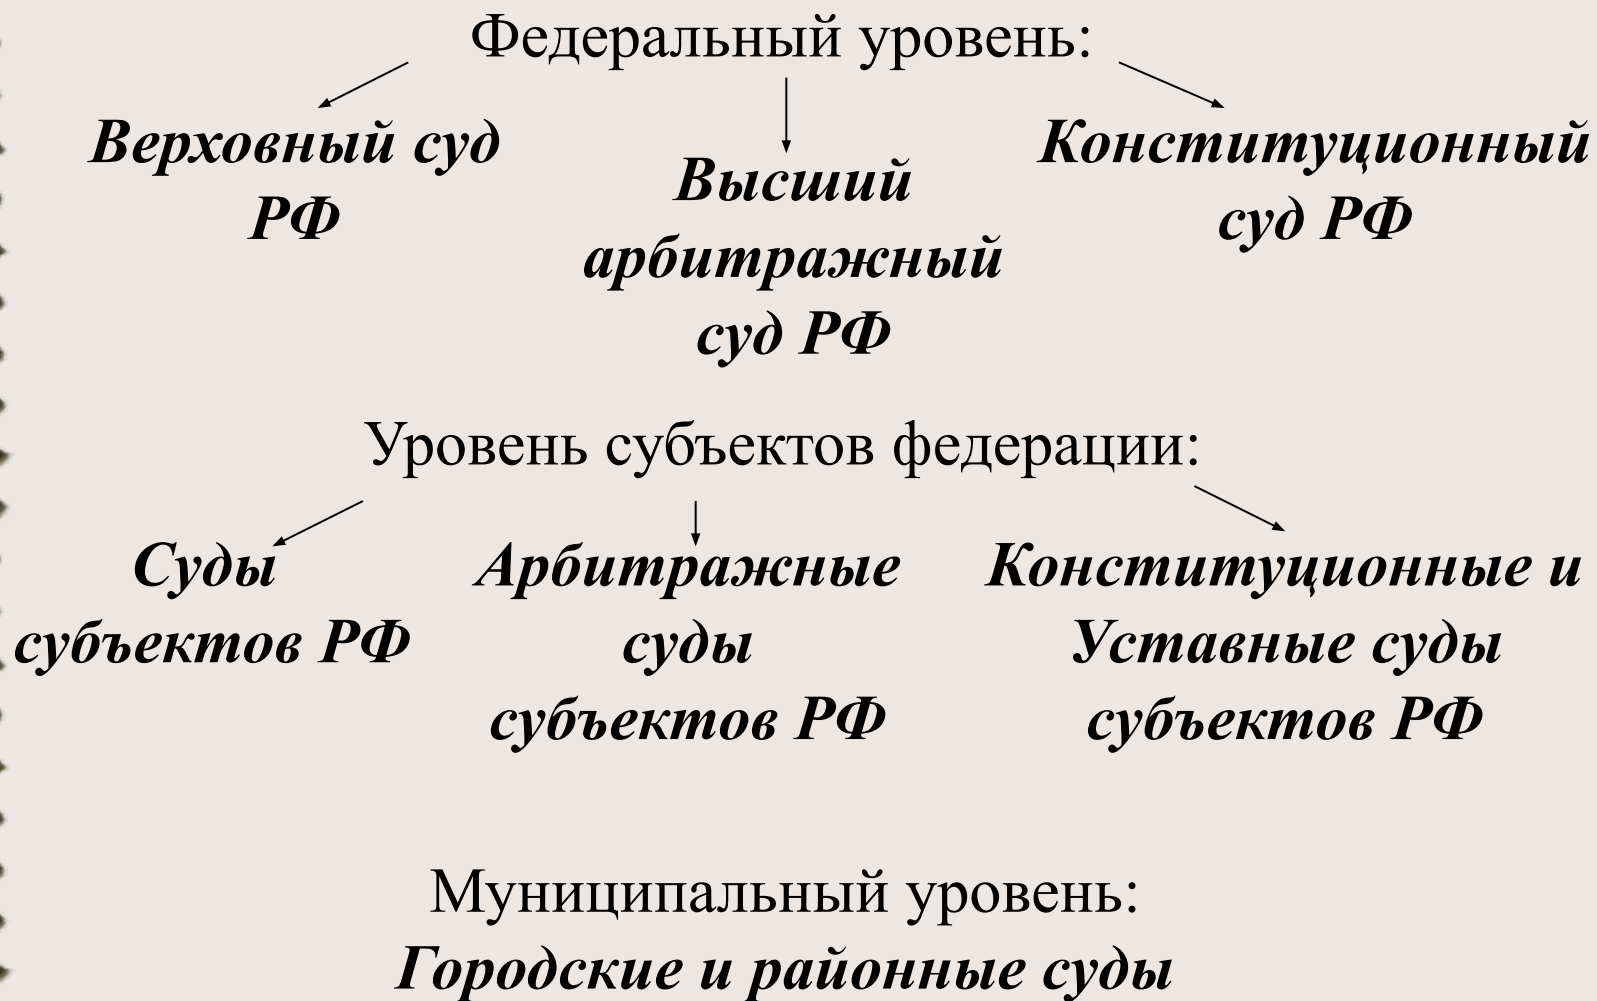 Федеральный уровень:
Верховный суд
РФ
Высший
арбитражный
суд РФ
Конституционный
суд РФ
Уровень субъектов федерации:
Суды
субъектов РФ
Арбитражные
суды
субъектов РФ
Конституционные и
Уставные суды
субъектов РФ
Муниципальный уровень:
Городские и районные суды